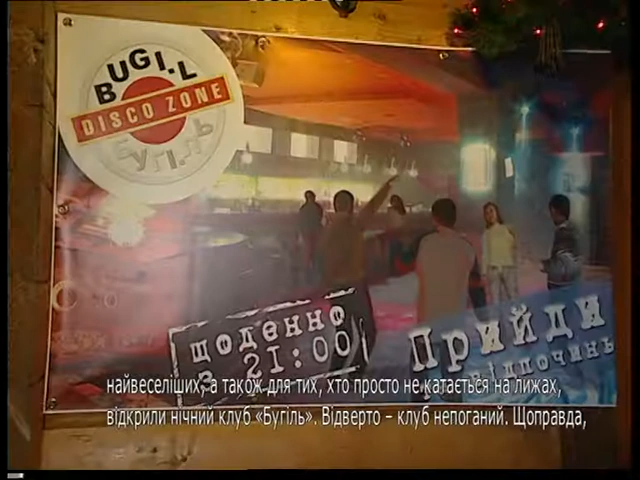 BUGIL
DISCO ZONE
БУГІЛЬ
щоденно
з 21:00
Прийди
відпочинь
найвеселіших, а також для тих, хто просто не катається на лижах,
відкрили нічний клуб «Бугіль». Відверто – клуб непоганий. Щоправда,